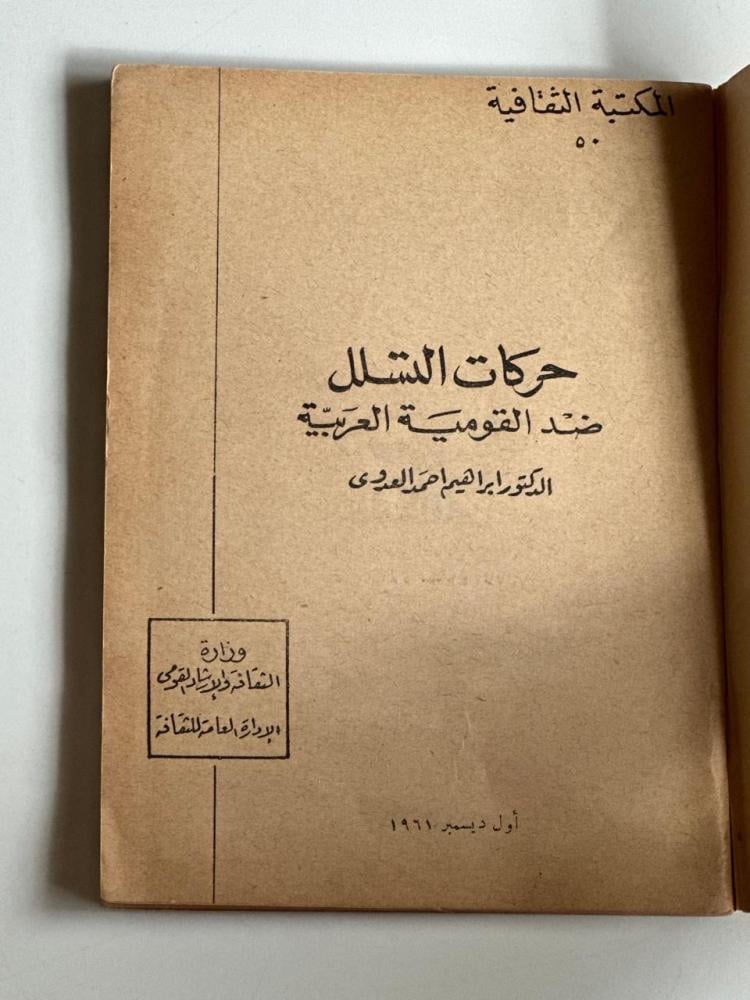 المكتبة الثقافية
٥٠
حركات التسلل
ضد القومية العربية
الدكتور ابراهيم احمد العدوى
وزارة
الثقافة والإرشاد القومى
الإدارة العامة للثقافة
أول ديسمبر ١٩٦١